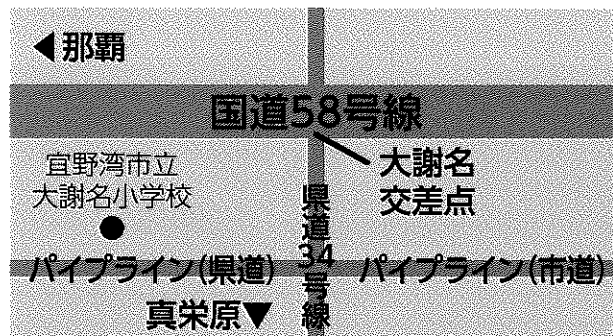 ◀那覇
国道58号線
宜野湾市立
大謝名小学校
大謝名
交差点
県道34号線
パイプライン(県道)
パイプライン(市道)
真栄原▼